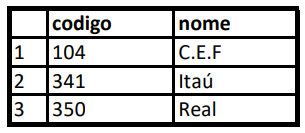 codigo nome
1 104 C.E.F
2 341 Itaú
3 350 Real